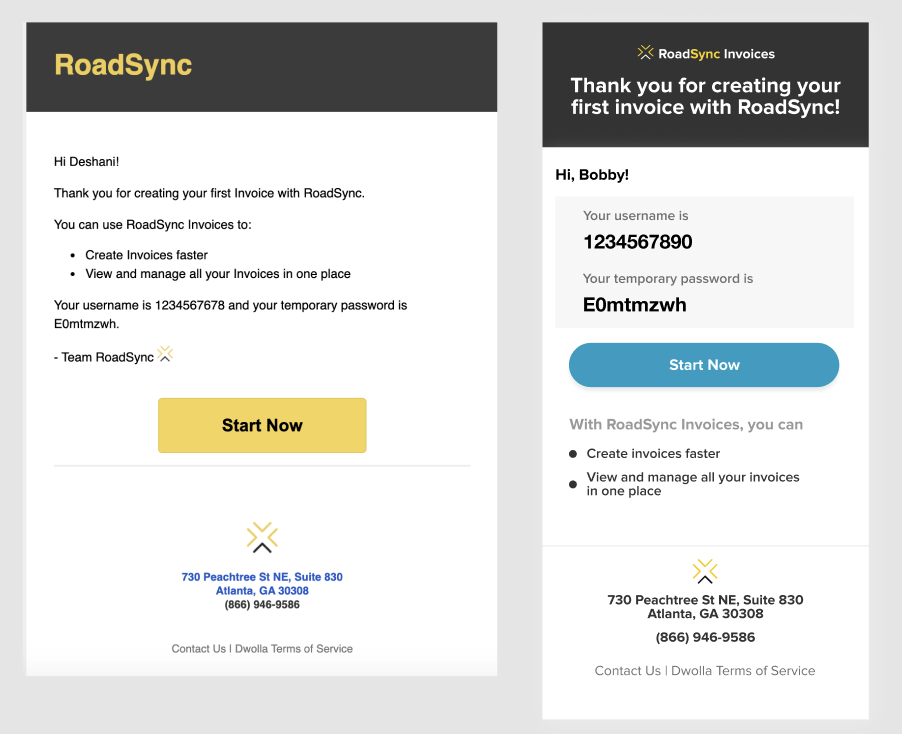 RoadSync
Hi Deshani!
Thank you for creating your first Invoice with RoadSync.
You can use RoadSync Invoices to:
• Create Invoices faster
• View and manage all your Invoices in one place
Your username is 1234567678 and your temporary password is
E0mtmzwh.
- Team RoadSync
Start Now
730 Peachtree St NE, Suite 830
Atlanta, GA 30308
(866) 946-9586
Contact Us | Dwolla Terms of Service
RoadSync Invoices
Thank you for creating your
first invoice with RoadSync!
Hi, Bobby!
Your username is
1234567890
Your temporary password is
E0mtmzwh
Start Now
With RoadSync Invoices, you can
• Create invoices faster
• View and manage all your invoices
in one place
730 Peachtree St NE, Suite 830
Atlanta, GA 30308
(866) 946-9586
Contact Us | Dwolla Terms of Service